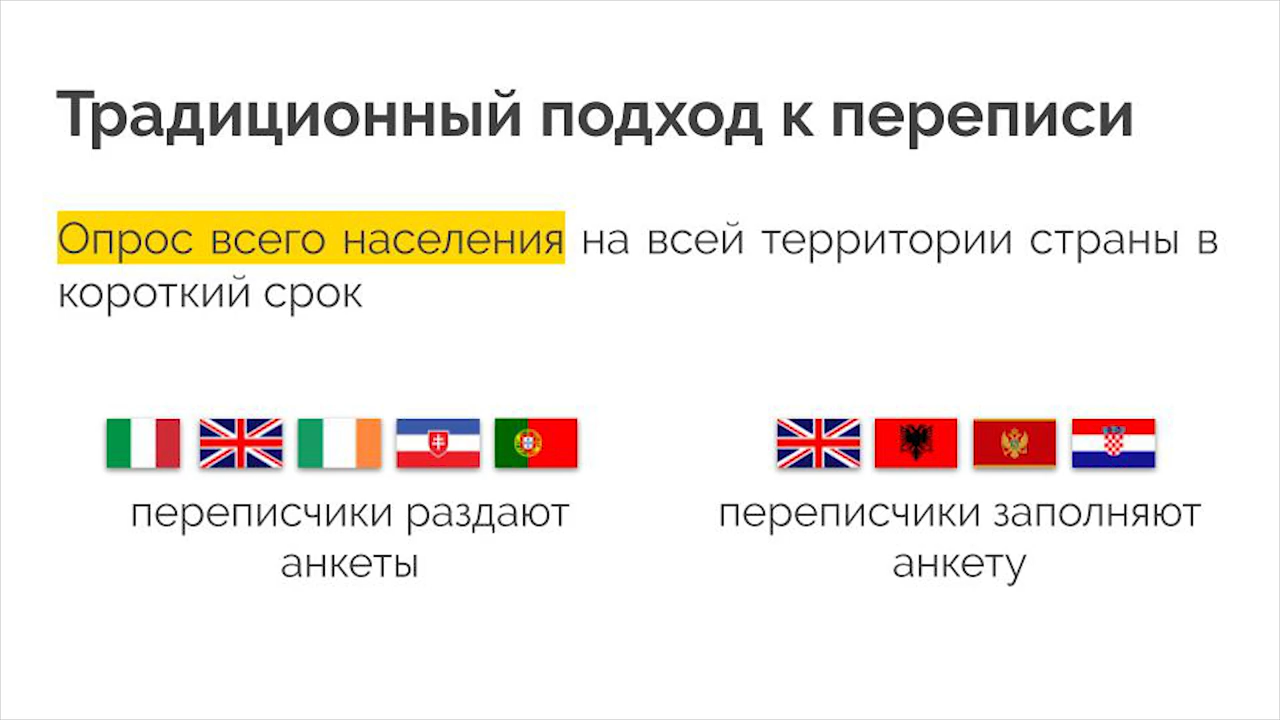 Традиционный подход к переписи
Опрос всего населения на всей территории страны в
короткий срок
переписчики раздают
анкеты
переписчики заполняют
анкету